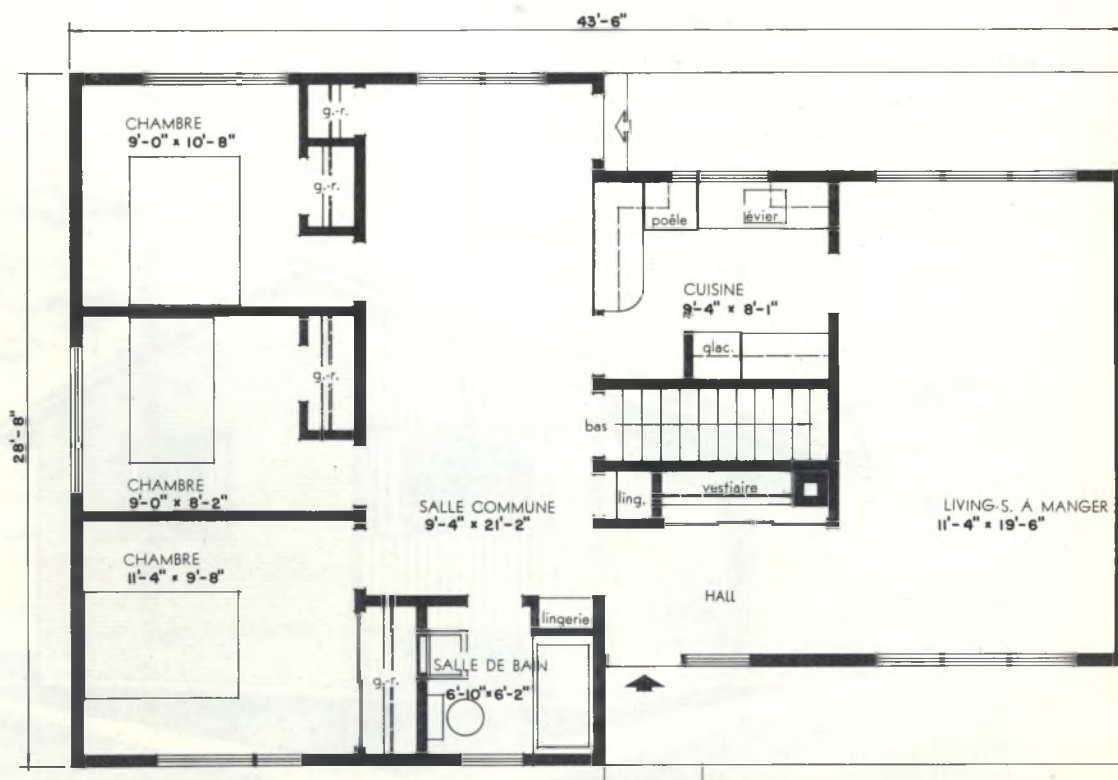 43'-6"
28'-8"
CHAMBRE
9'-0" x 10'-8"
g.-r.
g.-r.
poêle
lévier
CUISINE
9'-4" x 8'-1"
glac.
g.-r.
bas
CHAMBRE
9'-0" x 8'-2"
SALLE COMMUNE
9'-4" x 21'-2"
ling.
vestiaire
LIVING-S. À MANGER
11'-4" x 19'-6"
CHAMBRE
11'-4" x 9'-8"
HALL
lingerie
SALLE DE BAIN
6'-10" x 6'-2"
g.-r.